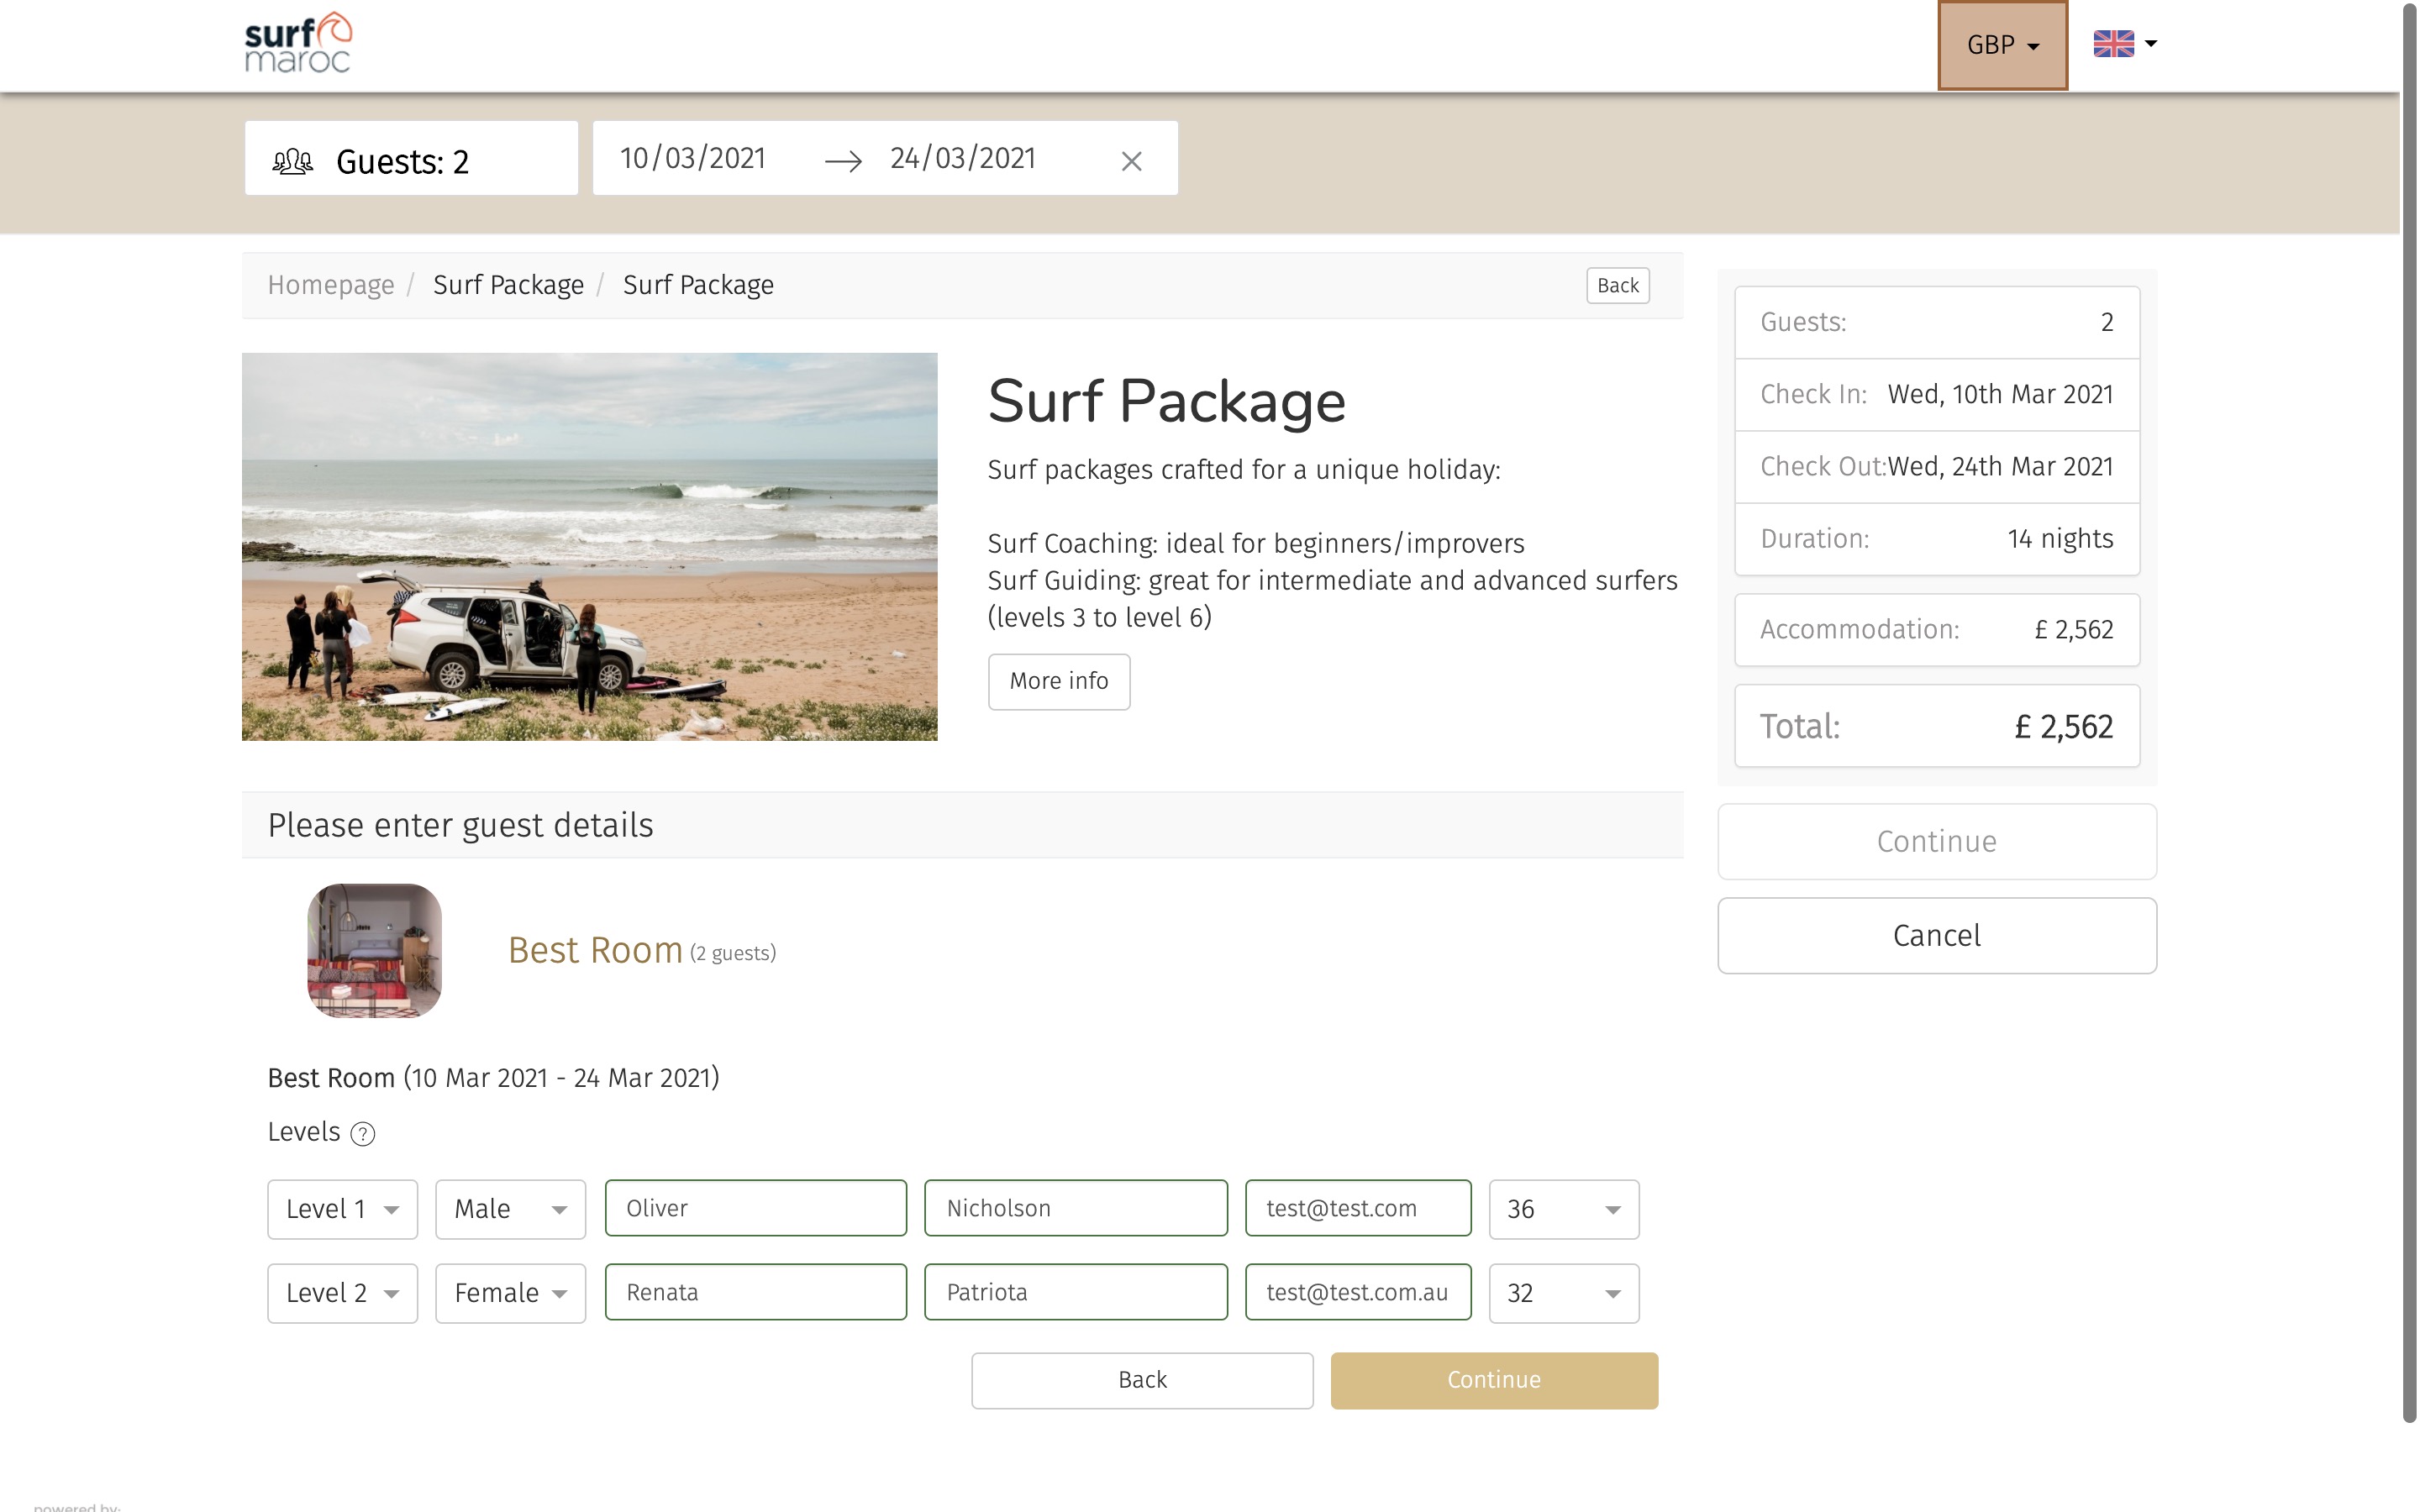 surf
maroc
GBP
Guests: 2
10/03/2021
24/03/2021
Homepage / Surf Package / Surf Package
Back
Surf Package
Surf packages crafted for a unique holiday:
Surf Coaching: ideal for beginners/improvers
Surf Guiding: great for intermediate and advanced surfers
(levels 3 to level 6)
More info
Guests: 2
Check In: Wed, 10th Mar 2021
Check Out:Wed, 24th Mar 2021
Duration: 14 nights
Accommodation: £ 2,562
Total: £ 2,562
Continue
Cancel
Please enter guest details
Best Room (2 guests)
Best Room (10 Mar 2021 - 24 Mar 2021)
Levels ?
Level 1 Male Oliver Nicholson test@test.com 36
Level 2 Female Renata Patriota test@test.com.au 32
Back Continue
powered by: